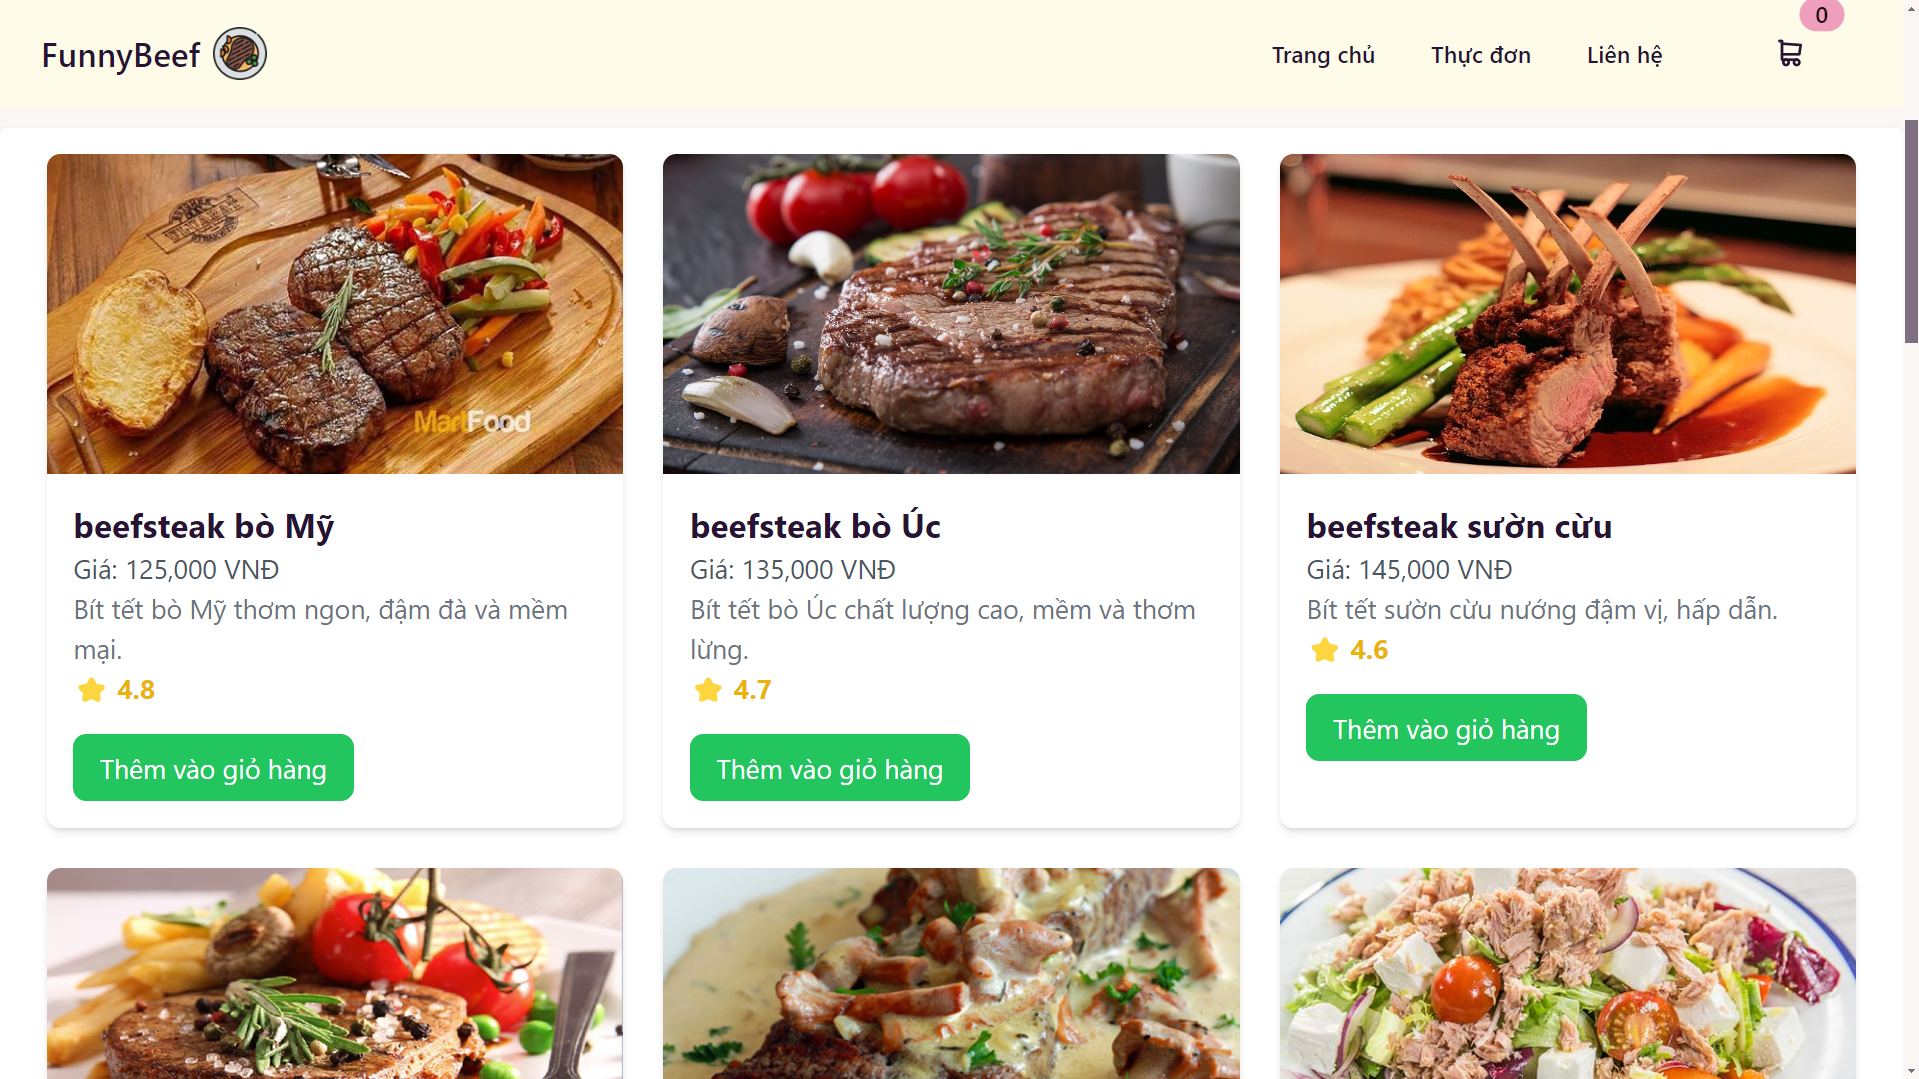 0
FunnyBeef
Trang chủ
Thực đơn
Liên hệ
MartFood
beefsteak bò Mỹ
Giá: 125,000 VNĐ
Bít tết bò Mỹ thơm ngon, đậm đà và mềm
mại.
4.8
Thêm vào giỏ hàng
beefsteak bò Úc
Giá: 135,000 VNĐ
Bít tết bò Úc chất lượng cao, mềm và thơm
lừng.
4.7
Thêm vào giỏ hàng
beefsteak sườn cừu
Giá: 145,000 VNĐ
Bít tết sườn cừu nướng đậm vị, hấp dẫn.
4.6
Thêm vào giỏ hàng